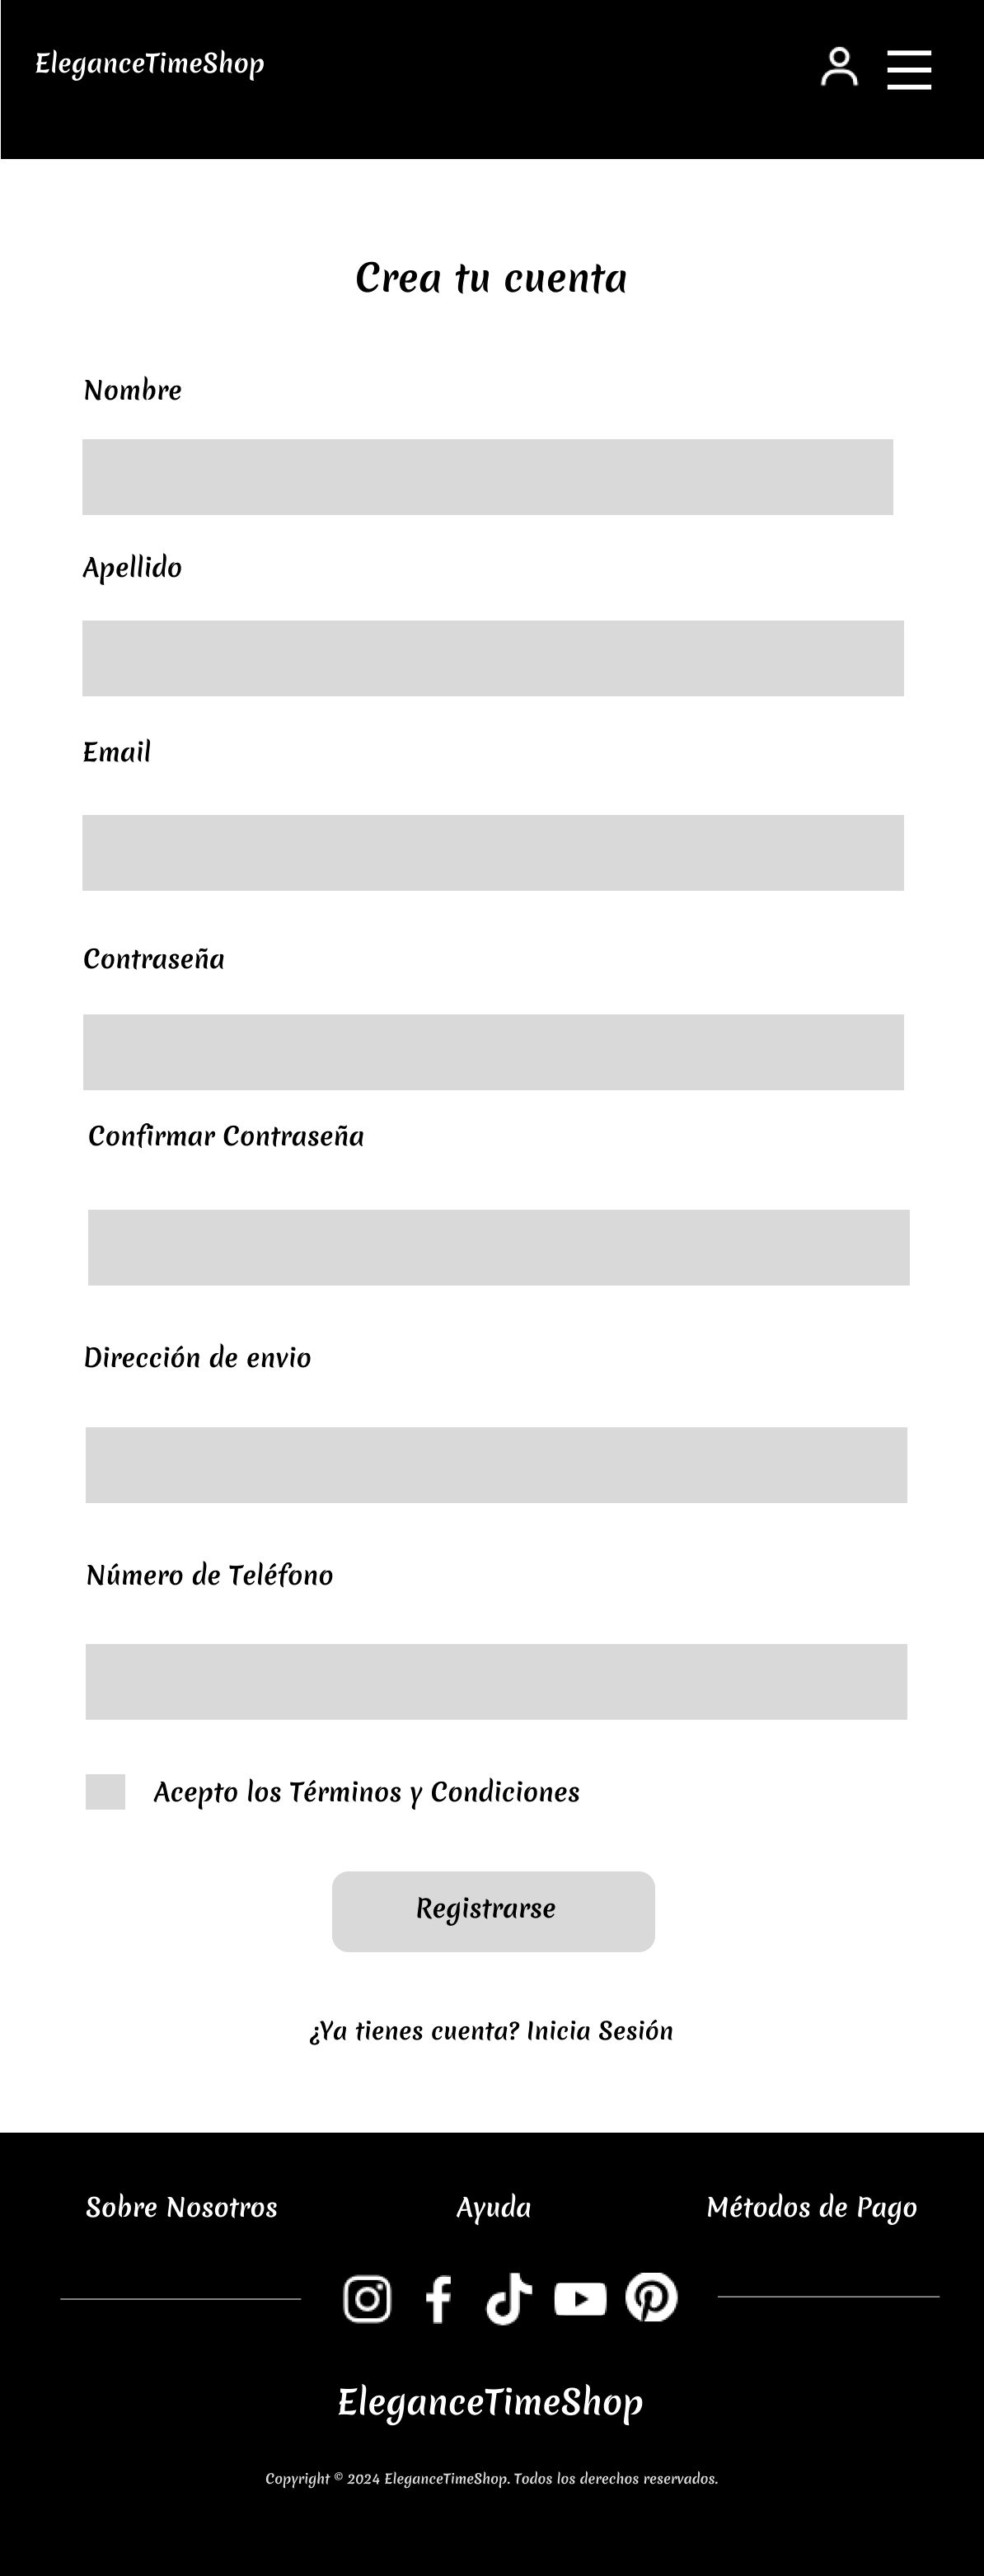 EleganceTimeShop
Crea tu cuenta
Nombre
Apellido
Email
Contraseña
Confirmar Contraseña
Dirección de envio
Número de Teléfono
Acepto los Términos y Condiciones
Registrarse
¿Ya tienes cuenta? Inicia Sesión
Sobre Nosotros Ayuda Métodos de Pago
EleganceTimeShop
Copyright © 2024 EleganceTimeShop. Todos los derechos reservados.